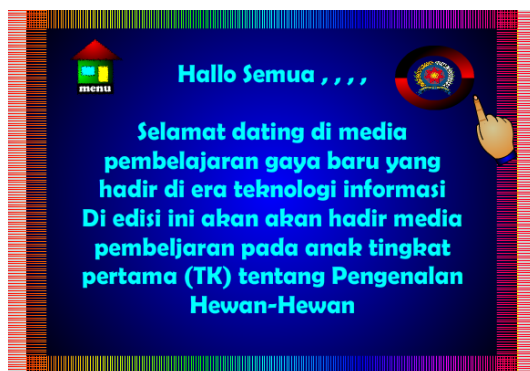 menu
Hallo Semua , , , ,
Selamat dating di media
pembelajaran gaya baru yang
hadir di era teknologi informasi
Di edisi ini akan akan hadir media
pembeljaran pada anak tingkat
pertama (TK) tentang Pengenalan
Hewan-Hewan